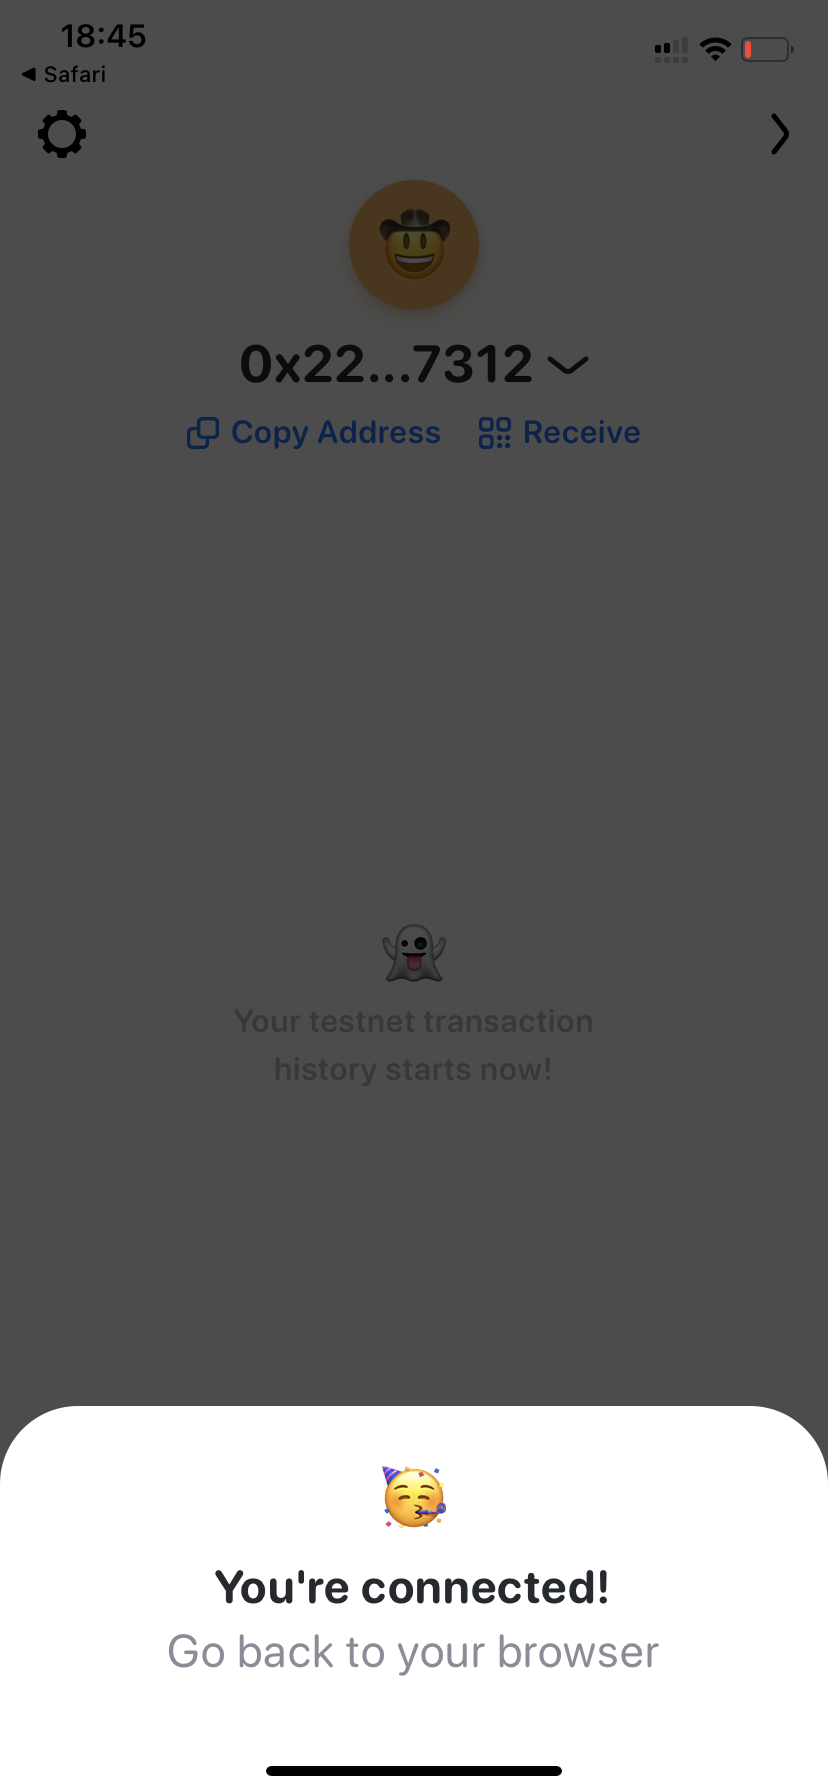 18:45
◀ Safari
0x22...7312
Copy Address
Receive
Your testnet transaction
history starts now!
You're connected!
Go back to your browser